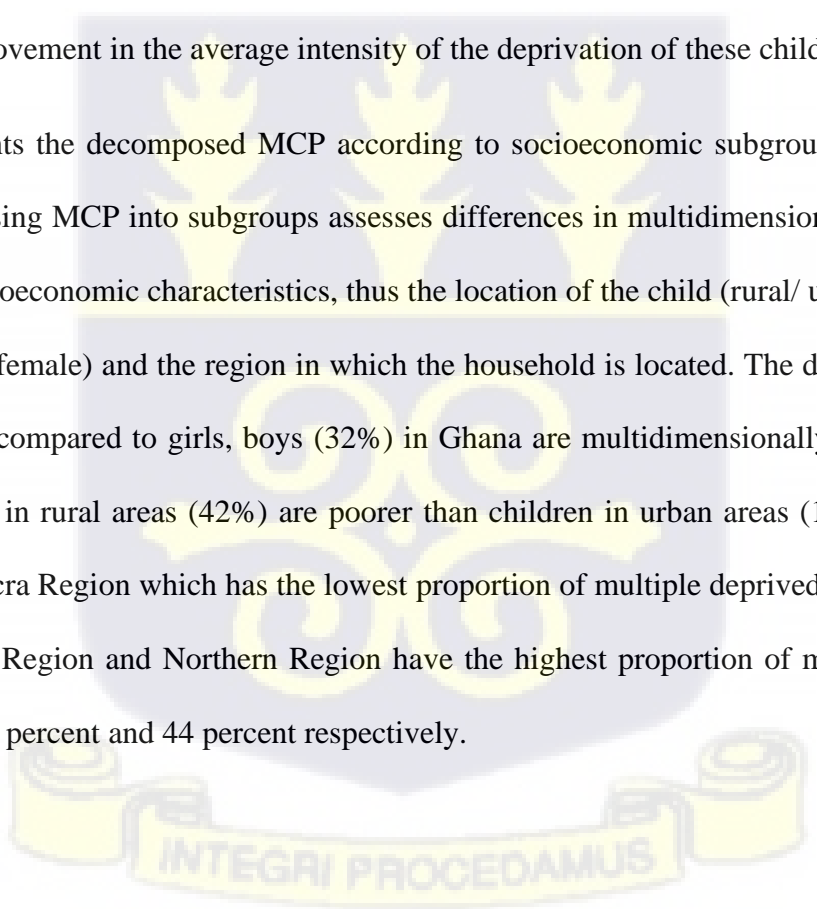 ovement in the average intensity of the deprivation of these child
nts the decomposed MCP according to socioeconomic subgrou
sing MCP into subgroups assesses differences in multidimension
oeconomic characteristics, thus the location of the child (rural/ u
female) and the region in which the household is located. The d
compared to girls, boys (32%) in Ghana are multidimensionally
in rural areas (42%) are poorer than children in urban areas (1
cra Region which has the lowest proportion of multiple deprived
Region and Northern Region have the highest proportion of m
percent and 44 percent respectively.
INTEGRI PROCEDAMUS